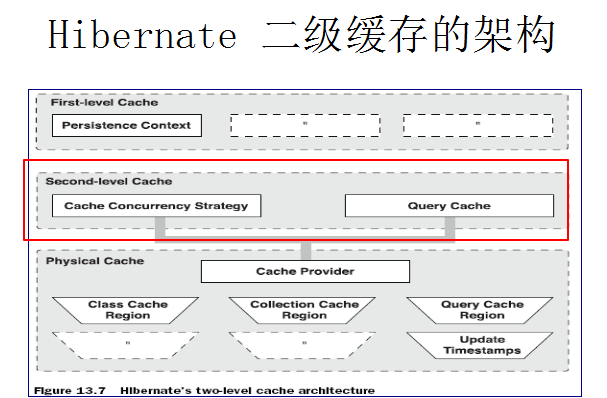 Hibernate 二级缓存的架构
First-level Cache
Persistence Context " "
Second-level Cache
Cache Concurrency Strategy Query Cache
Physical Cache
Cache Provider
Class Cache Region
Collection Cache Region
Query Cache Region
" "
Update Timestamps
Figure 13.7 Hibernate's two-level cache architecture